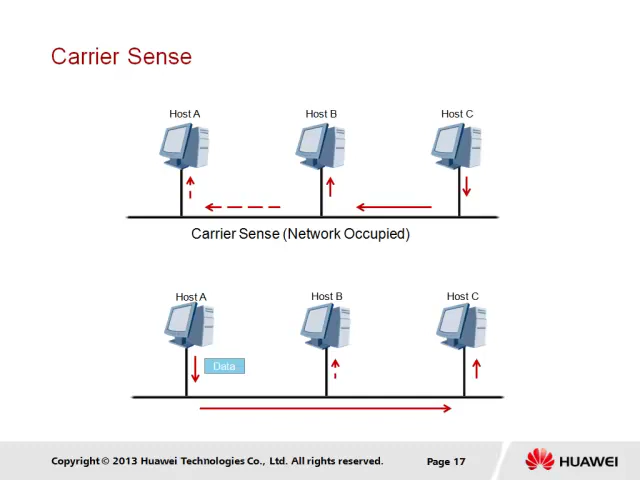 Carrier Sense
Host A Host B Host C
Carrier Sense (Network Occupied)
Host A Host B Host C
Data
Copyright © 2013 Huawei Technologies Co., Ltd. All rights reserved. Page 17 HUAWEI